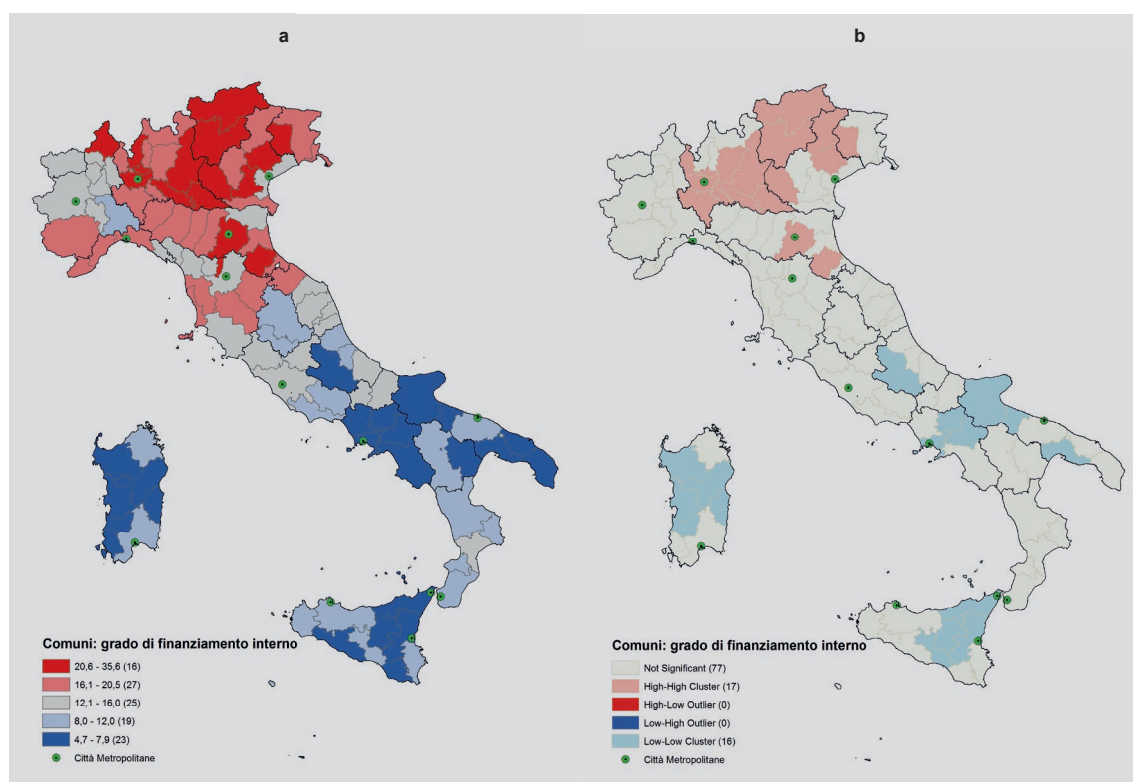 a
Comuni: grado di finanziamento interno
20,6 - 35,6 (16)
16,1 - 20,5 (27)
12,1 - 16,0 (25)
8,0 - 12,0 (19)
4,7 - 7,9 (23)
Città Metropolitane
b
Comuni: grado di finanziamento interno
Not Significant (77)
High-High Cluster (17)
High-Low Outlier (0)
Low-High Outlier (0)
Low-Low Cluster (16)
Città Metropolitane